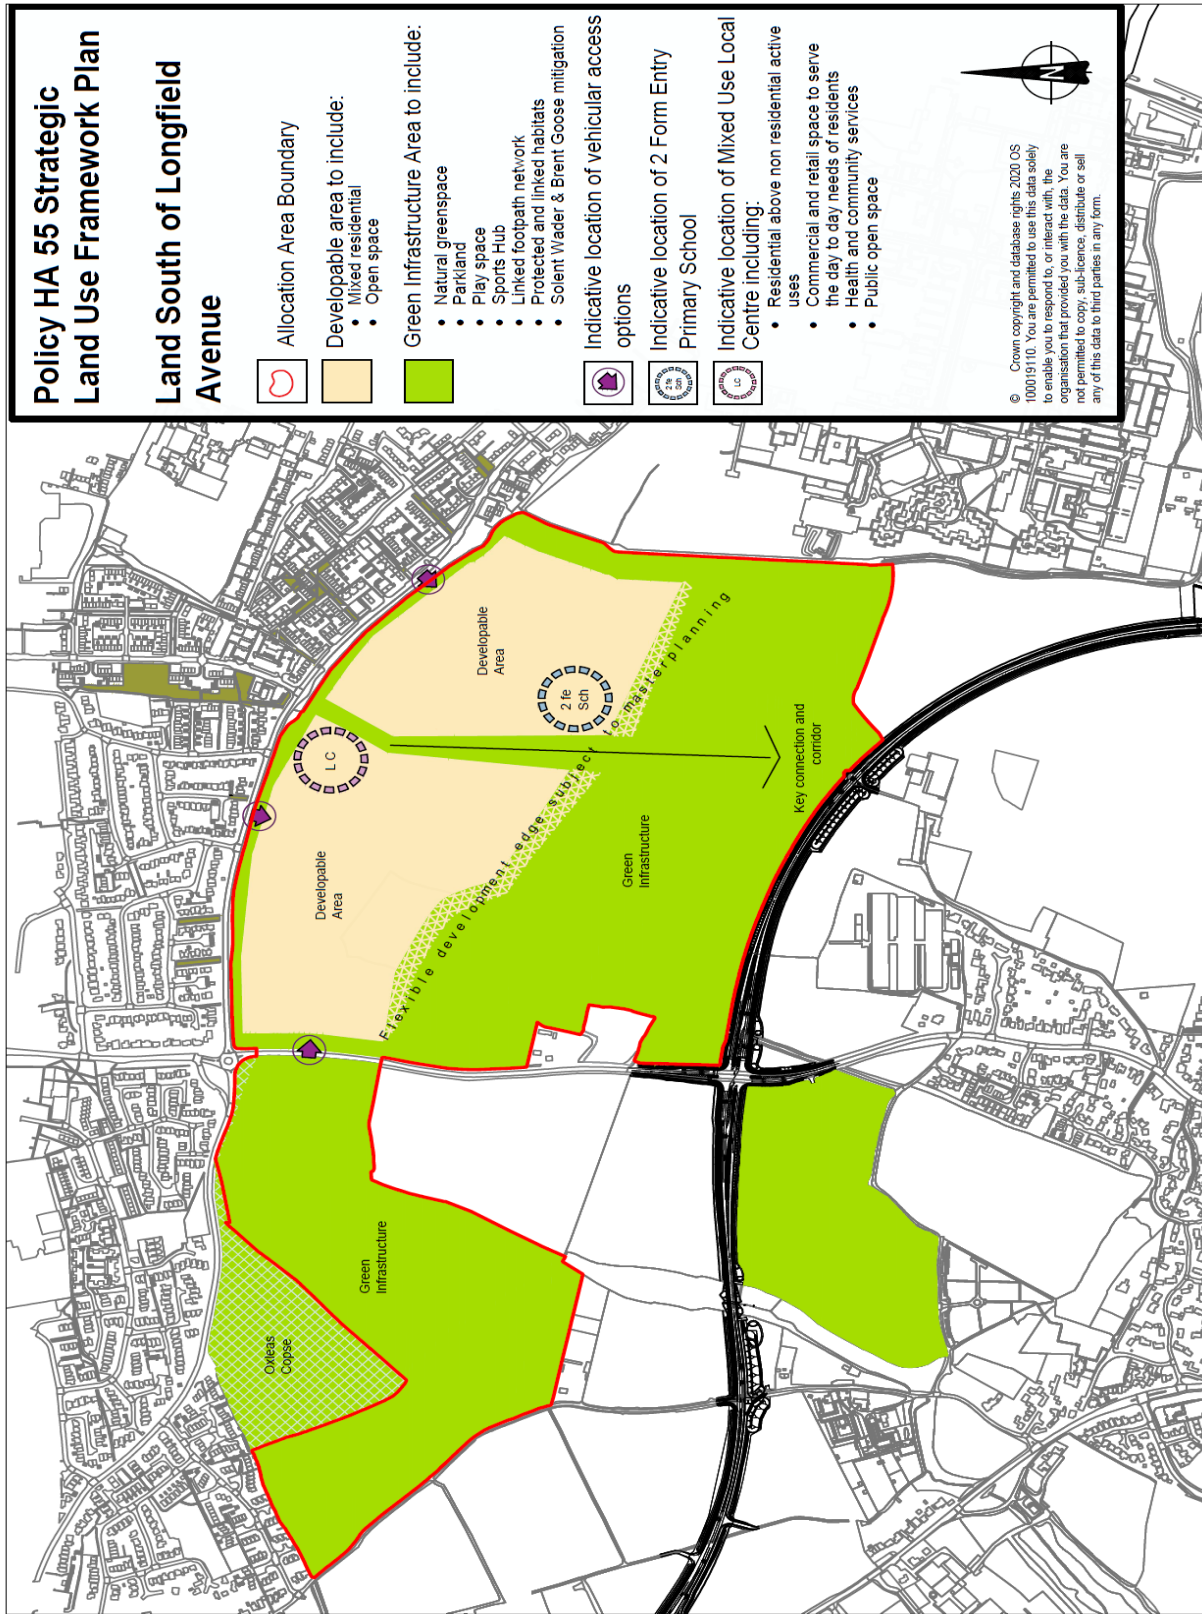 Policy HA 55 Strategic
Land Use Framework Plan
Land South of Longfield
Avenue
Allocation Area Boundary
Developable area to include:
• Mixed residential
• Open space
Green Infrastructure Area to include:
• Natural greenspace
• Parkland
• Play space
• Sports Hub
• Linked footpath network
• Protected and linked habitats
• Solent Wader & Brent Goose mitigation
Indicative location of vehicular access
options
2 fe
Sch
Indicative location of 2 Form Entry
Primary School
LC
Indicative location of Mixed Use Local
Centre including:
• Residential above non residential active
uses
• Commercial and retail space to serve
the day to day needs of residents
• Health and community services
• Public open space
© Crown copyright and database rights 2020 OS
100019110. You are permitted to use this data solely
to enable you to respond to, or interact with, the
organisation that provided you with the data. You are
not permitted to copy, sub-licence, distribute or sell
any of this data to third parties in any form.
N
Oxleas
Copse
Green
Infrastructure
Developable
Area
L C
Developable
Area
2 fe
Sch
Flexible development edge subject to masterplanning
Green
Infrastructure
Key connection and
corridor